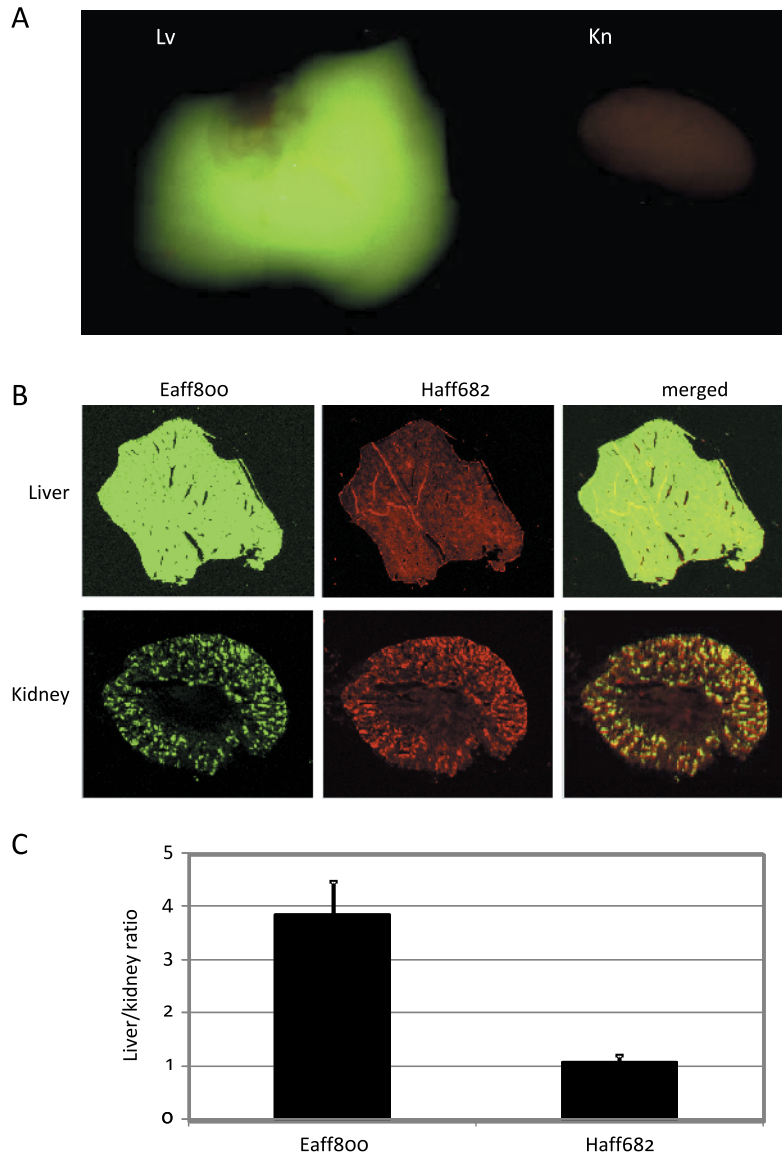 A
Lv Kn
B
Eaff800 Haff682 merged
Liver
Kidney
C
5
4
3
2
1
0
Liver/kidney ratio
Eaff800 Haff682